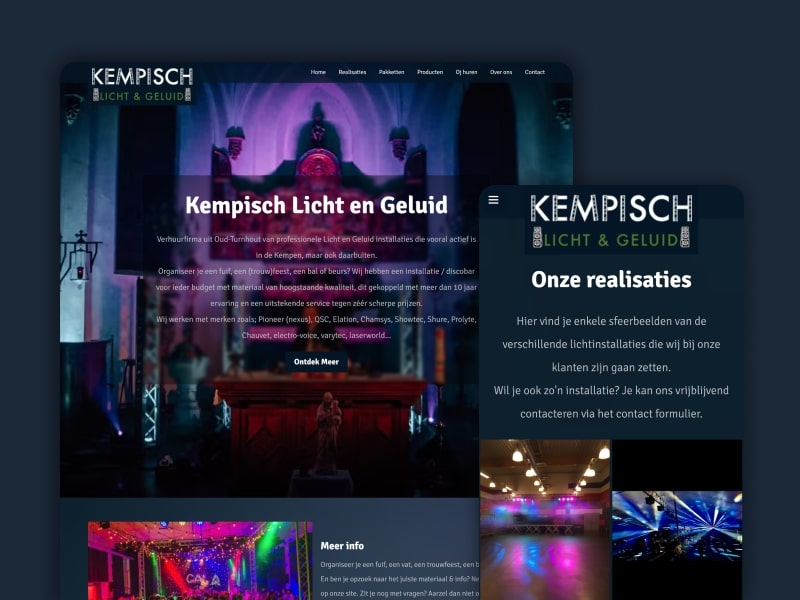 KEMPISCH
LICHT & GELUID
Home Realisaties Pakketten Producten Dj huren Over ons Contact
Kempisch Licht en Geluid
Verhuurfirma uit Oud-Turnhout van professionele Licht en Geluid installaties die vooral actief is
in de Kempen, maar ook daarbuiten.
Organiseer je een fuif, een (trouw)feest, een bal of beurs? Wij hebben een installatie / discobar
voor ieder budget met materiaal van hoogstaande kwaliteit, dit gekoppeld met meer dan 10 jaar
ervaring en een uitstekende service tegen zéér scherpe prijzen.
Wij werken met merken zoals; Pioneer (nexus), QSC, Elation, Chamsys, Showtec, Shure, Prolyte,
Chauvet, electro-voice, varytec, laserworld...
Ontdek Meer
Meer info
Organiseer je een fuif, een vat, een trouwfeest, een b
En ben je opzoek naar het juiste materiaal & info? Ne
op onze site. Zit je nog met vragen? Aarzel dan niet o
KEMPISCH
LICHT & GELUID
Onze realisaties
Hier vind je enkele sfeerbeelden van de
verschillende lichtinstallaties die wij bij onze
klanten zijn gaan zetten.
Wil je ook zo'n installatie? Je kan ons vrijblijvend
contacteren via het contact formulier.